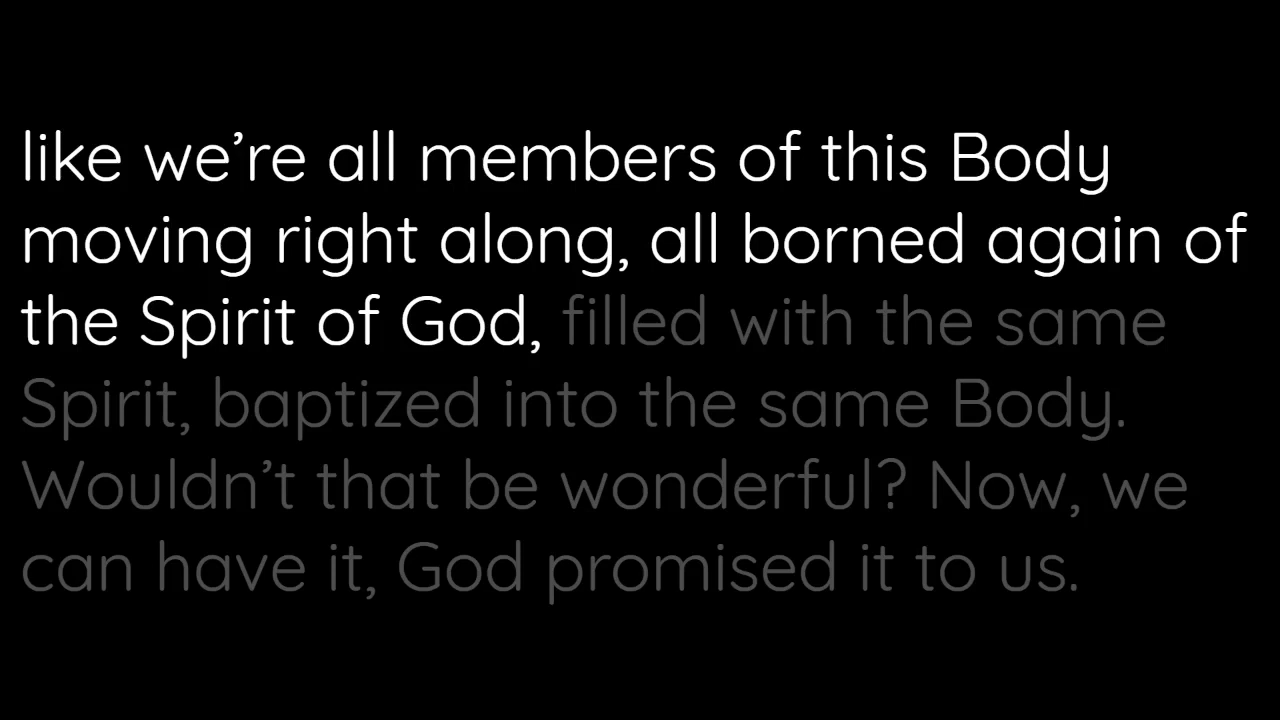 like we’re all members of this Body
moving right along, all borned again of
the Spirit of God, filled with the same
Spirit, baptized into the same Body.
Wouldn’t that be wonderful? Now, we
can have it, God promised it to us.